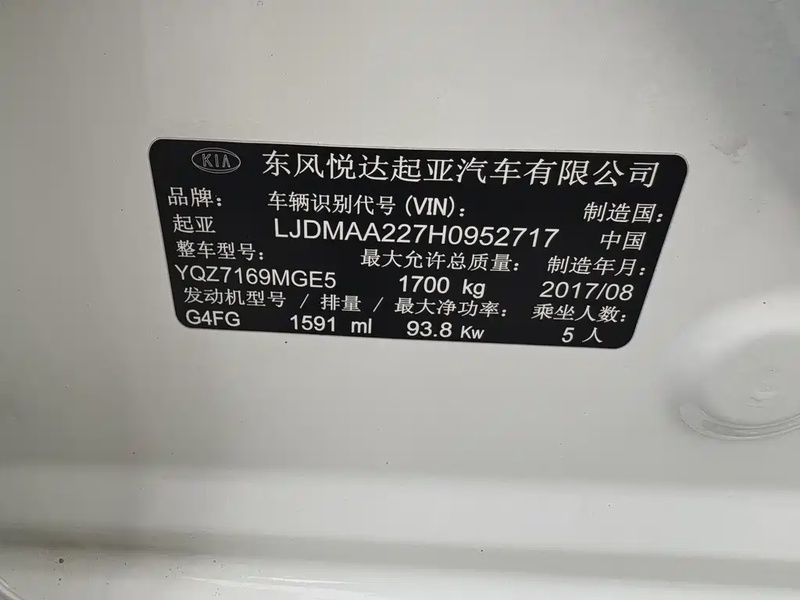 KIA 东风悦达起亚汽车有限公司
品牌： 车辆识别代号(VIN)： 制造国：
起亚 LJDMAA227H0952717 中国
整车型号： 最大允许总质量： 制造年月：
YQZ7169MGE5 1700 kg 2017/08
发动机型号 / 排量 / 最大净功率： 乘坐人数：
G4FG 1591 ml 93.8 Kw 5 人